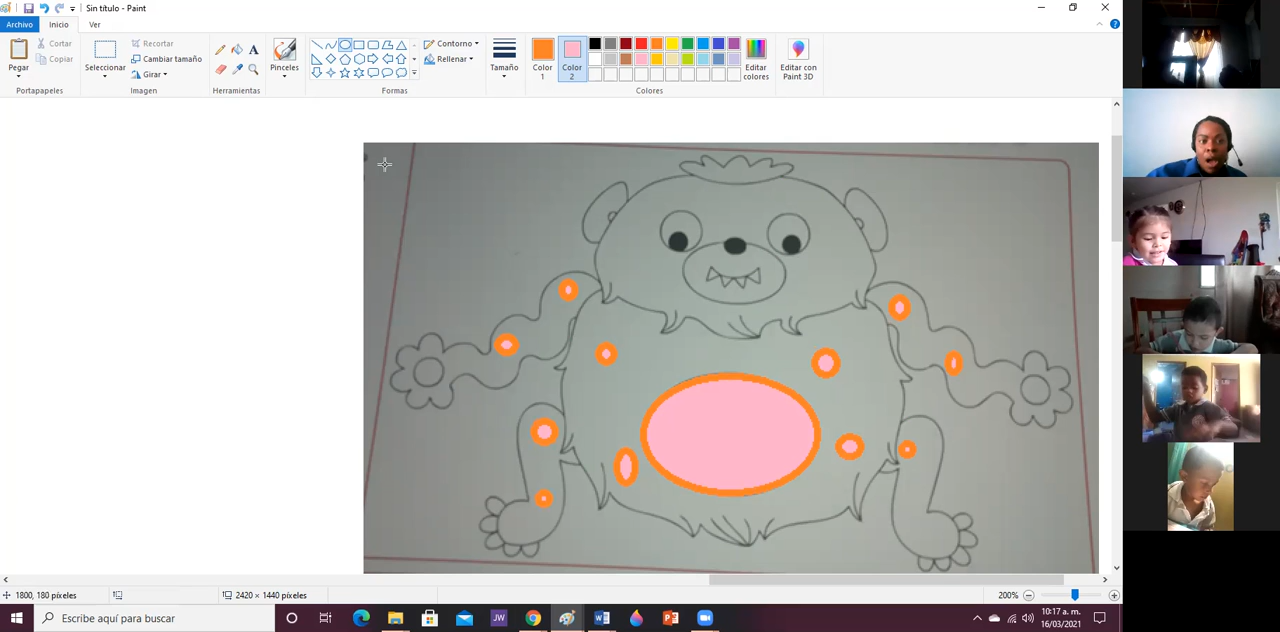 Sin título - Paint
Archivo Inicio Ver
Pegar Cortar Copiar
Seleccionar Recortar Cambiar tamaño Girar
Pinceles
Contorno Rellenar
Tamaño
Color 1
Color 2
Editar colores
Editar con Paint 3D
Portapapeles Imagen Herramientas Formas Colores
1800, 180 píxeles 2420 × 1440 píxeles 200%
Escribe aquí para buscar JW 10:17 a. m.
16/03/2021